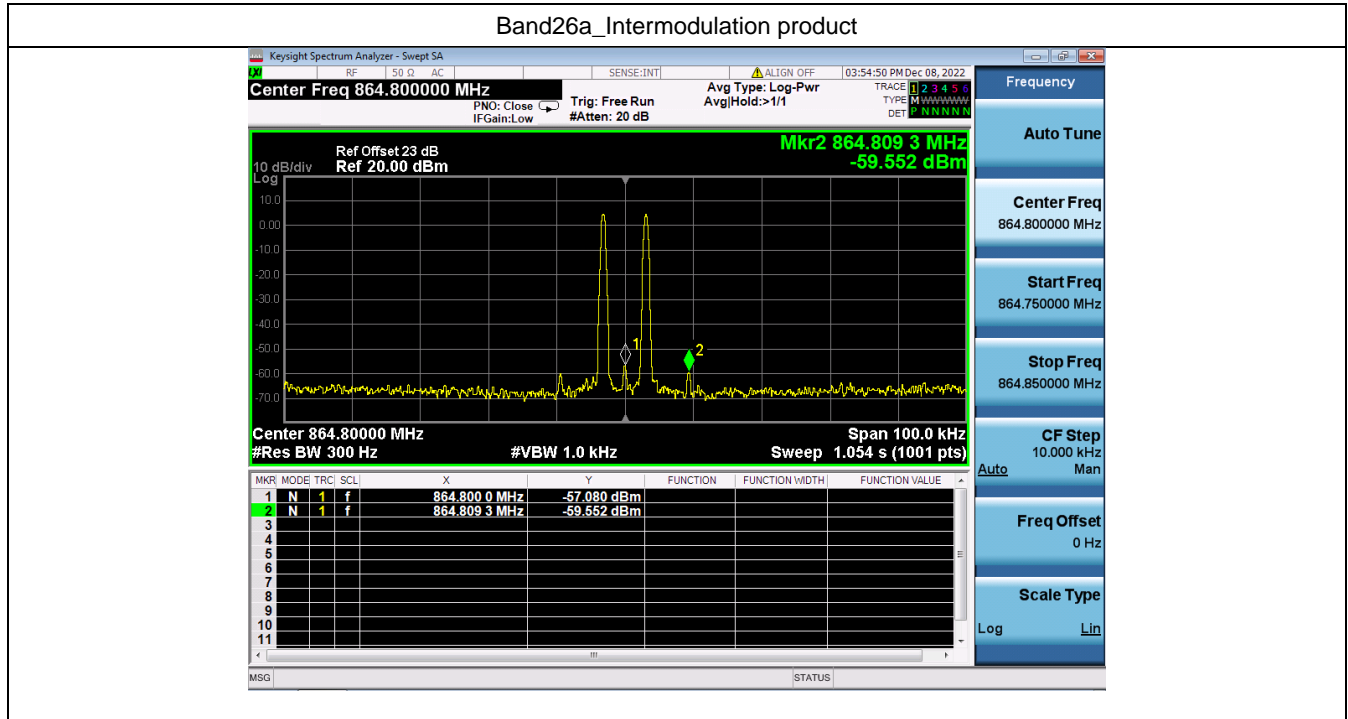 Band26a_Intermodulation product
Keysight Spectrum Analyzer - Swept SA
LXI RF 50 Ω AC SENSE:INT ALIGN OFF 03:54:50 PM Dec 08, 2022
Center Freq 864.800000 MHz
PNO: Close
IFGain:Low
Trig: Free Run
#Atten: 20 dB
Avg Type: Log-Pwr
Avg|Hold:>1/1
TRACE 1 2 3 4 5 6
TYPE M WWWWW
DET P N N N N N
Mkr2 864.809 3 MHz
-59.552 dBm
Ref Offset 23 dB
10 dB/div Ref 20.00 dBm
Log
10.0
0.00
-10.0
-20.0
-30.0
-40.0
-50.0
-60.0
-70.0
1
2
Center 864.80000 MHz Span 100.0 kHz
#Res BW 300 Hz #VBW 1.0 kHz Sweep 1.054 s (1001 pts)
MKR MODE TRC SCL X Y FUNCTION FUNCTION WIDTH FUNCTION VALUE
1 N 1 f 864.800 0 MHz -57.080 dBm
2 N 1 f 864.809 3 MHz -59.552 dBm
3
4
5
6
7
8
9
10
11
MSG STATUS
Frequency
Auto Tune
Center Freq
864.800000 MHz
Start Freq
864.750000 MHz
Stop Freq
864.850000 MHz
CF Step
10.000 kHz
Auto Man
Freq Offset
0 Hz
Scale Type
Log Lin